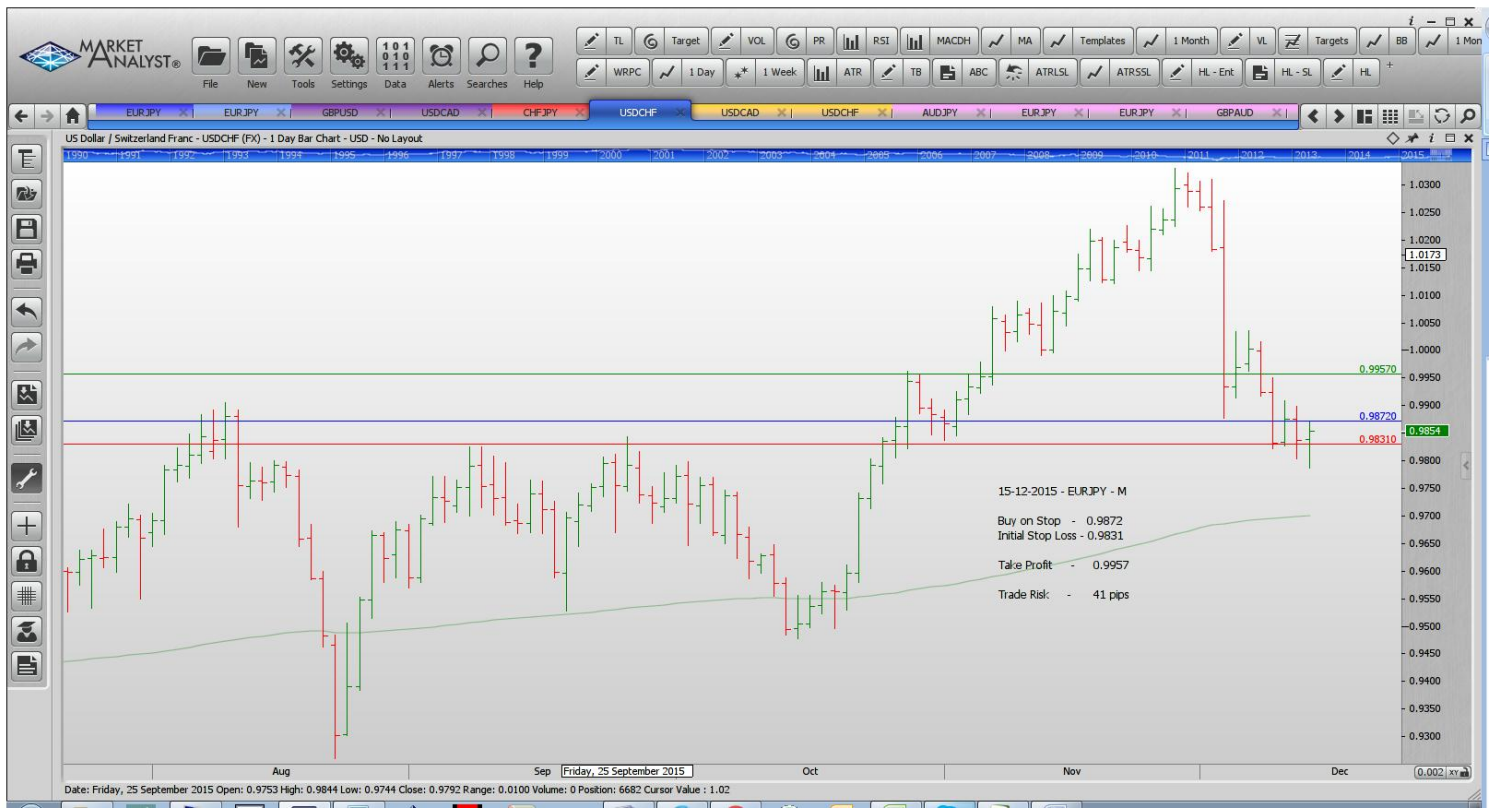 i
MARKET ANALYST®
File New Tools Settings Data Alerts Searches Help
101
010
111
TL Target VOL PR RSI MACDH MA Templates 1 Month VL Targets BB 1 Mon
WRPC 1 Day 1 Week ATR TB ABC ATRLSL ATRSSL HL - Ent HL - SL HL +
EURJPY EURJPY GBPUSD USDCAD CHFJPY USDCHF USDCAD USDCHF AUDJPY EURJPY EURJPY GBPAUD
US Dollar / Switzerland Franc - USDCHF (FX) - 1 Day Bar Chart - USD - No Layout
1990 1991 1992 1993 1994 1995 1996 1997 1998 1999 2000 2001 2002 2003 2004 2005 2006 2007 2008 2009 2010 2011 2012 2013 2014 2015
1.0300
1.0250
1.0200
1.0173
1.0150
1.0100
1.0050
1.0000
0.99570
0.9950
0.9900
0.98720
0.9854
0.98310
0.9800
0.9750
0.9700
0.9650
0.9600
0.9550
0.9500
0.9450
0.9400
0.9350
0.9300
15-12-2015 - EURJPY - M
Buy on Stop - 0.9872
Initial Stop Loss - 0.9831
Take Profit - 0.9957
Trade Risk - 41 pips
Aug Sep Friday, 25 September 2015 Oct Nov Dec
0.002 XY
Date: Friday, 25 September 2015 Open: 0.9753 High: 0.9844 Low: 0.9744 Close: 0.9792 Range: 0.0100 Volume: 0 Position: 6682 Cursor Value : 1.02